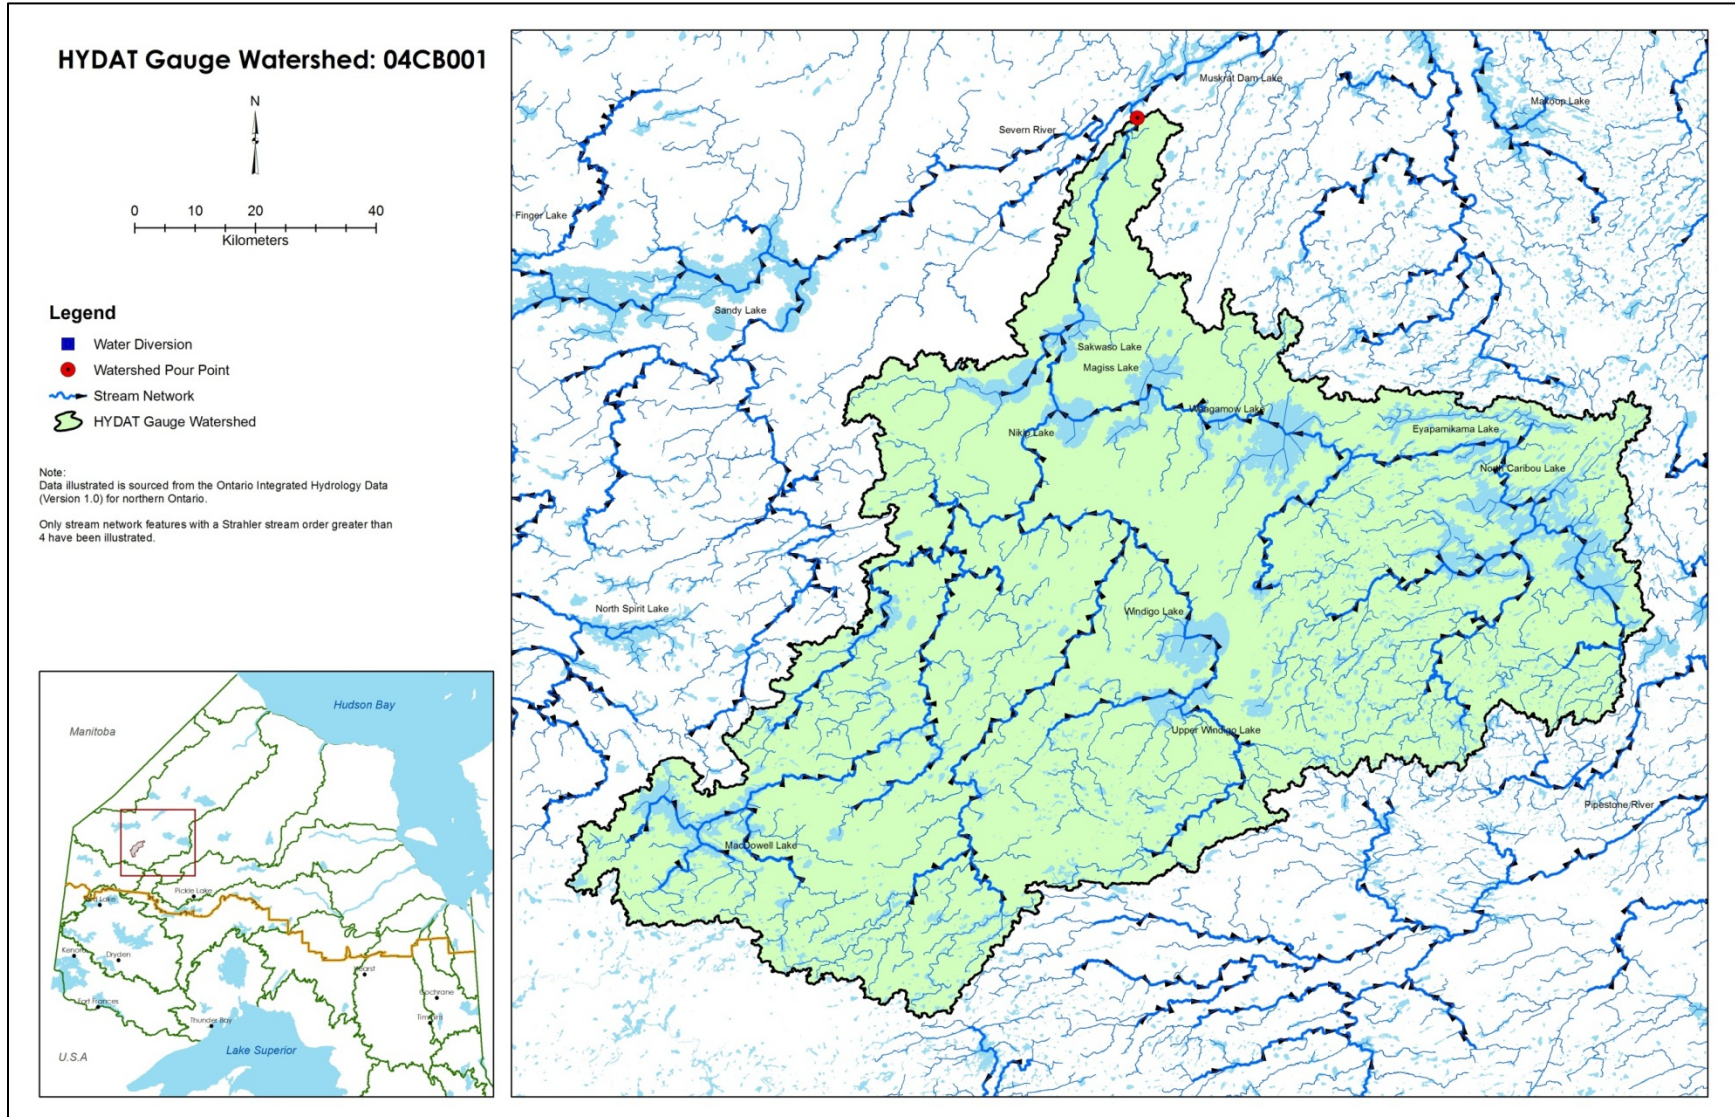 HYDAT Gauge Watershed: 04CB001
N
0 10 20 40
Kilometers
Legend
Water Diversion
Watershed Pour Point
Stream Network
HYDAT Gauge Watershed
Note:
Data illustrated is sourced from the Ontario Integrated Hydrology Data
(Version 1.0) for northern Ontario.
Only stream network features with a Strahler stream order greater than
4 have been illustrated.
Muskrat Dam Lake
Makoop Lake
Severn River
Finger Lake
Sandy Lake
Sakwaso Lake
Magiss Lake
Weagamow Lake
Nikip Lake
Eyapamikama Lake
North Caribou Lake
North Spirit Lake
Windigo Lake
Upper Windigo Lake
Pipestone River
MacDowell Lake
Hudson Bay
Manitoba
Pickle Lake
Lake
Kenora
Dryden
Hearst
Fort Frances
Cochrane
Thunder Bay
Timmins
U.S.A
Lake Superior